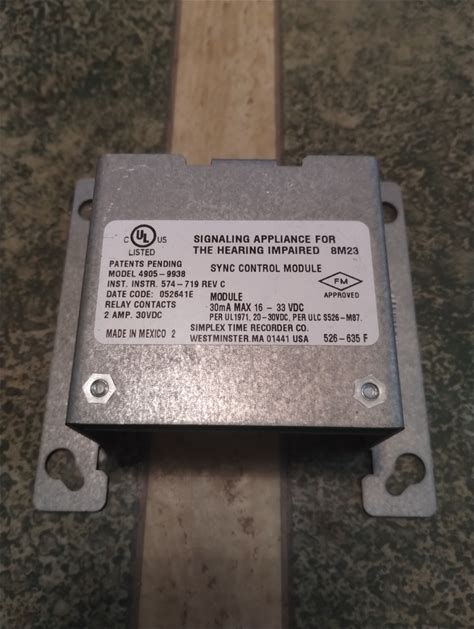 C UL US
LISTED
SIGNALING APPLIANCE FOR
THE HEARING IMPAIRED 8M23
PATENTS PENDING
MODEL 4905-9938
SYNC CONTROL MODULE
FM
APPROVED
INST. INSTR. 574-719 REV C
DATE CODE: 052641E
RELAY CONTACTS
2 AMP. 30VDC
MODULE
30mA MAX 16 - 33 VDC
PER UL1971, 20-30VDC, PER ULC S526-M87.
MADE IN MEXICO 2
SIMPLEX TIME RECORDER CO.
WESTMINSTER, MA 01441 USA
526-635 F